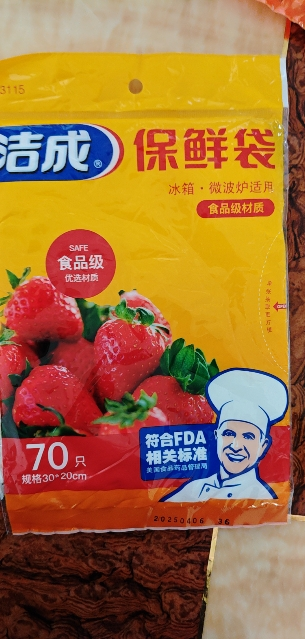 3115
洁成®
保鲜袋
冰箱·微波炉适用
食品级材质
SAFE
食品级
优选材质
70只
规格30*20cm
符合FDA
相关标准
美国食品药品管理局
20250406 16